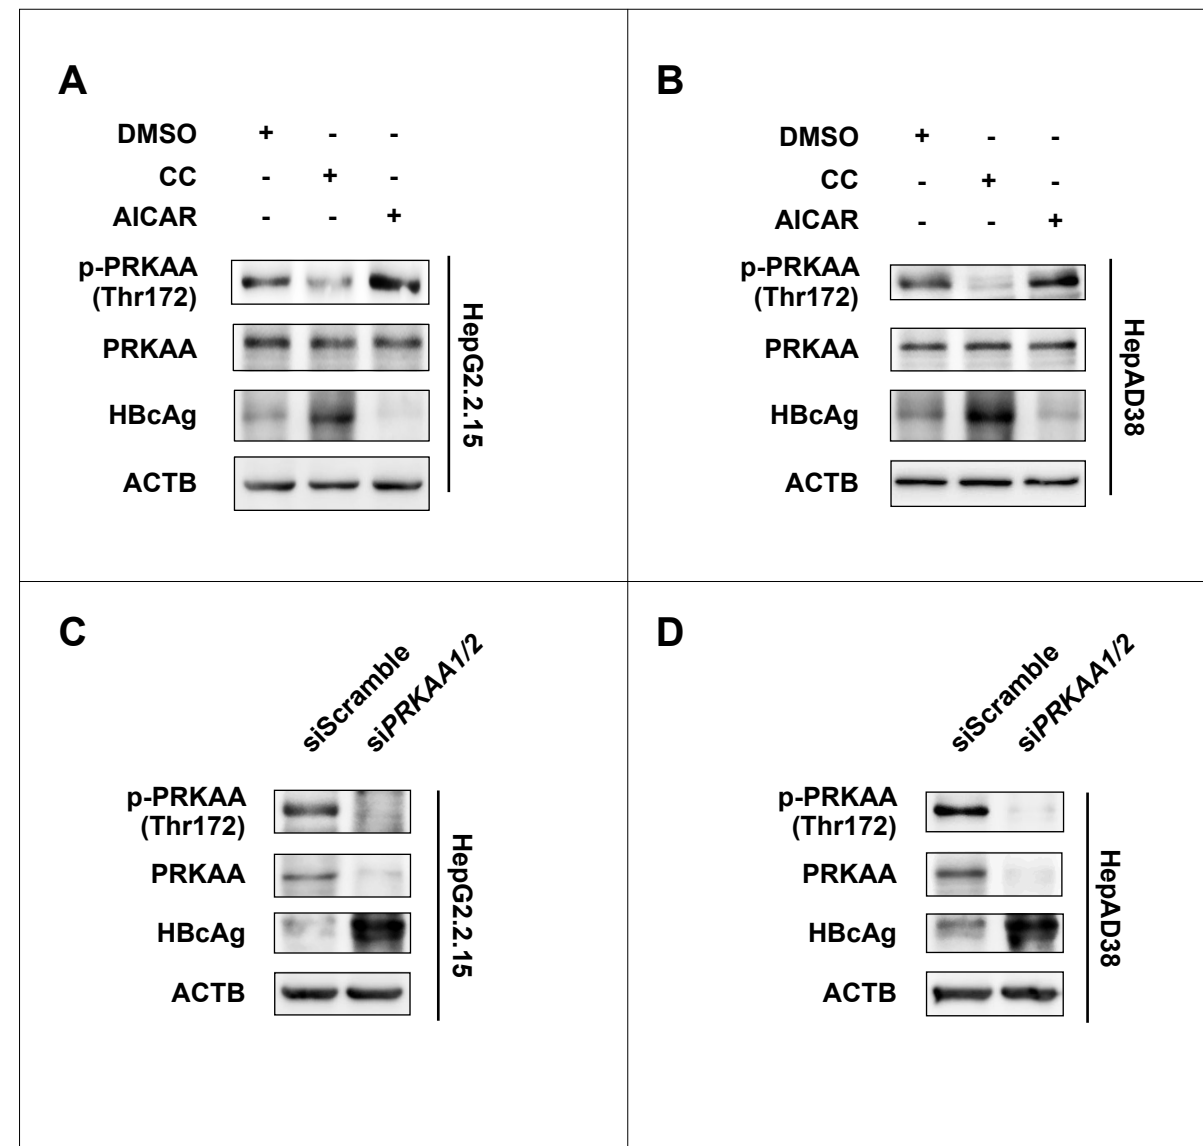 A
DMSO + - -
CC - + -
AICAR - - +
p-PRKAA
(Thr172)
PRKAA
HBcAg
ACTB
HepG2.2.15
B
DMSO + - -
CC - + -
AICAR - - +
p-PRKAA
(Thr172)
PRKAA
HBcAg
ACTB
HepAD38
C
siScramble
siPRKAA1/2
p-PRKAA
(Thr172)
PRKAA
HBcAg
ACTB
HepG2.2.15
D
siScramble
siPRKAA1/2
p-PRKAA
(Thr172)
PRKAA
HBcAg
ACTB
HepAD38